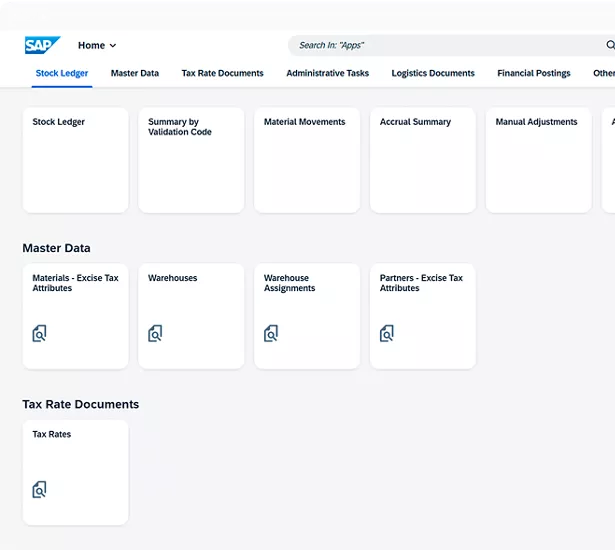 SAP
Home
Search In: "Apps"
Stock Ledger
Master Data
Tax Rate Documents
Administrative Tasks
Logistics Documents
Financial Postings
Other
Stock Ledger
Summary by
Validation Code
Material Movements
Accrual Summary
Manual Adjustments
A
Master Data
Materials - Excise Tax
Attributes
Warehouses
Warehouse
Assignments
Partners - Excise Tax
Attributes
Tax Rate Documents
Tax Rates